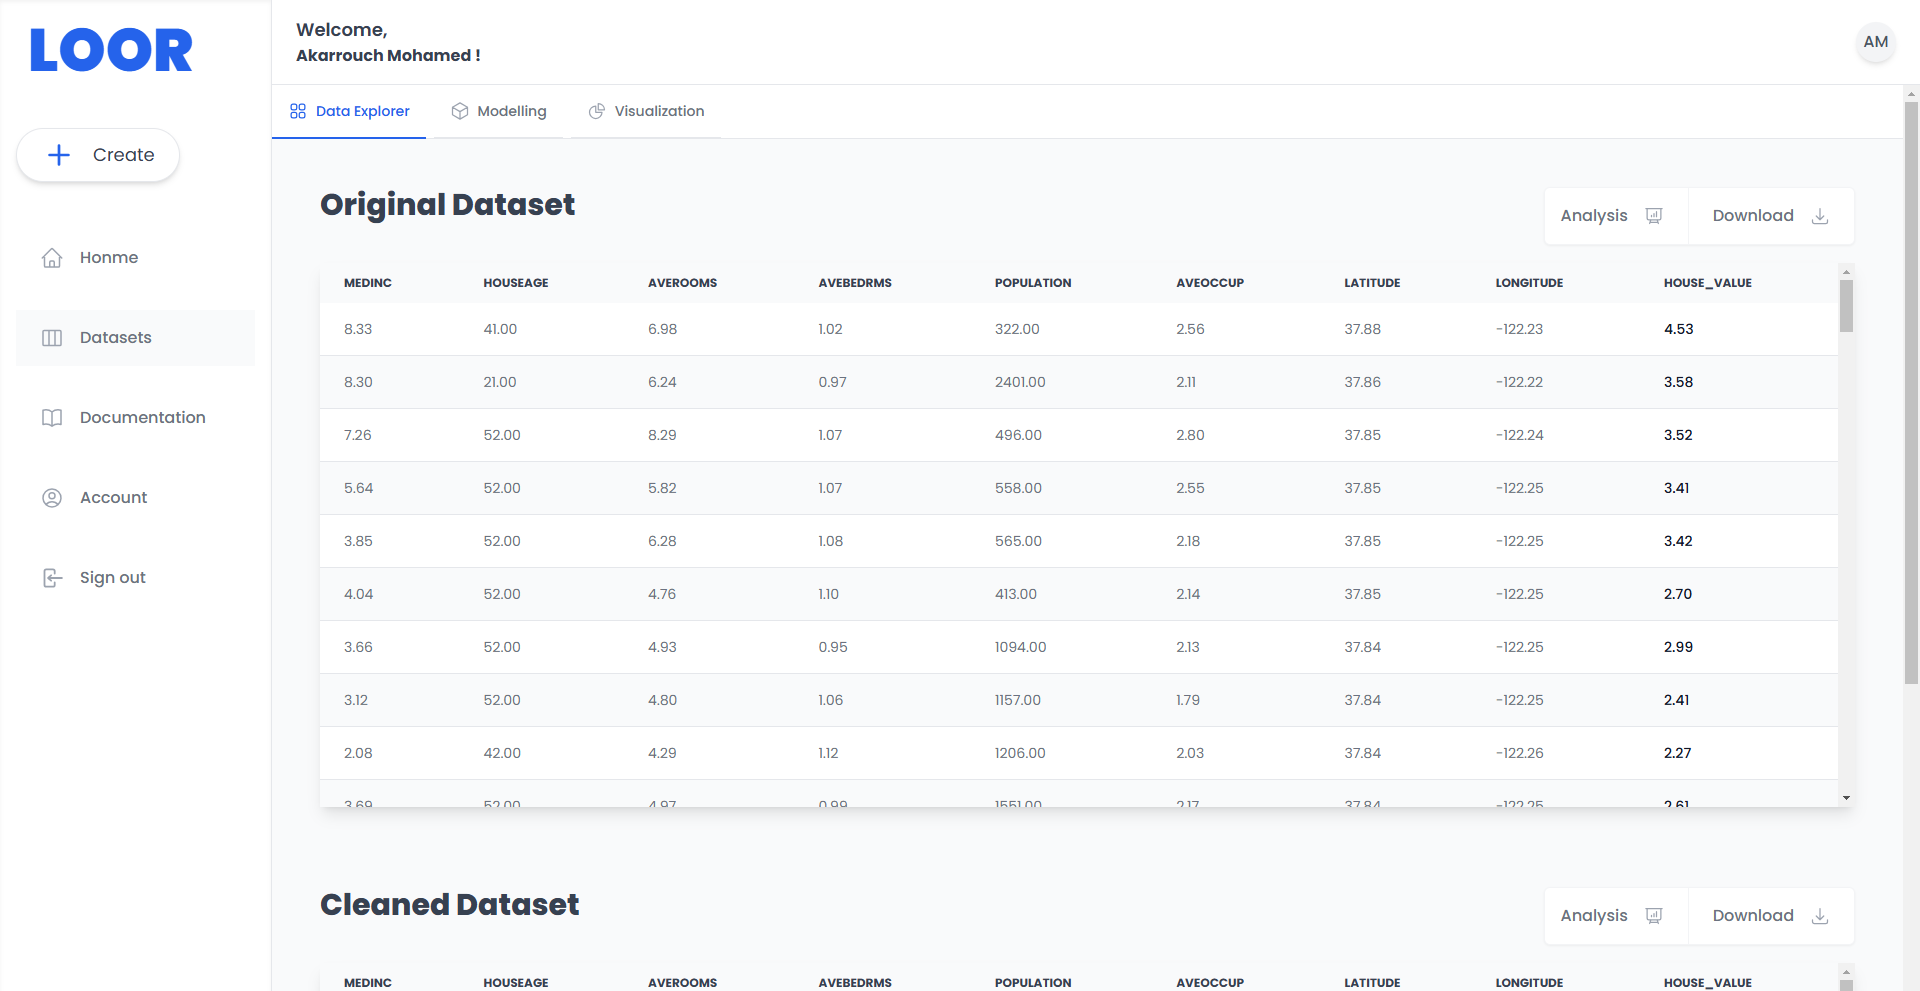 LOOR
Welcome,
Akarrouch Mohamed !
AM
Create
Honme
Datasets
Documentation
Account
Sign out
Data Explorer Modelling Visualization
Original Dataset
Analysis Download
MEDINC HOUSEAGE AVEROOMS AVEBEDRMS POPULATION AVEOCCUP LATITUDE LONGITUDE HOUSE_VALUE
8.33 41.00 6.98 1.02 322.00 2.56 37.88 -122.23 4.53
8.30 21.00 6.24 0.97 2401.00 2.11 37.86 -122.22 3.58
7.26 52.00 8.29 1.07 496.00 2.80 37.85 -122.24 3.52
5.64 52.00 5.82 1.07 558.00 2.55 37.85 -122.25 3.41
3.85 52.00 6.28 1.08 565.00 2.18 37.85 -122.25 3.42
4.04 52.00 4.76 1.10 413.00 2.14 37.85 -122.25 2.70
3.66 52.00 4.93 0.95 1094.00 2.13 37.84 -122.25 2.99
3.12 52.00 4.80 1.06 1157.00 1.79 37.84 -122.25 2.41
2.08 42.00 4.29 1.12 1206.00 2.03 37.84 -122.26 2.27
3.69 52.00 4.97 0.99 1551.00 2.17 37.84 -122.25 2.61
Cleaned Dataset
Analysis Download
MEDINC HOUSEAGE AVEROOMS AVEBEDRMS POPULATION AVEOCCUP LATITUDE LONGITUDE HOUSE_VALUE